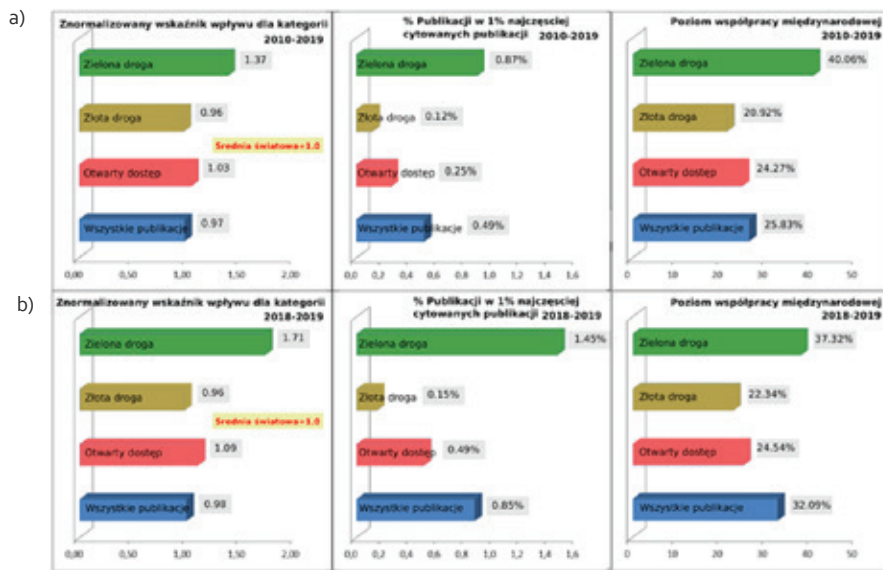 a)
Znormalizowany wskaźnik wpływu dla kategorii
2010-2019
Zielona droga 1.37
Złota droga 0.96
Średnia światowa=1.0
Otwarty dostęp 1.03
Wszystkie publikacje 0.97
0,00 0,50 1,00 1,50 2,00
% Publikacji w 1% najczęsciej
cytowanych publikacji 2010-2019
Zielona droga 0.87%
Złota droga 0.12%
Otwarty dostęp 0.25%
Wszystkie publikacje 0.49%
0,0 0,2 0,4 0,6 0,8 1,0 1,2 1,4 1,6
Poziom współpracy międzynarodowej
2010-2019
Zielona droga 40.06%
Złota droga 20.92%
Otwarty dostęp 24.27%
Wszystkie publikacje 25.83%
0 10 20 30 40 50
b)
Znormalizowany wskaźnik wpływu dla kategorii
2018-2019
Zielona droga 1.71
Złota droga 0.96
Średnia światowa=1.0
Otwarty dostęp 1.09
Wszystkie publikacje 0.98
0,00 0,50 1,00 1,50 2,00
% Publikacji w 1% najczęsciej
cytowanych publikacji 2018-2019
Zielona droga 1.45%
Złota droga 0.15%
Otwarty dostęp 0.49%
Wszystkie publikacje 0.85%
0,0 0,2 0,4 0,6 0,8 1,0 1,2 1,4 1,6
Poziom współpracy międzynarodowej
2018-2019
Zielona droga 37.32%
Złota droga 22.34%
Otwarty dostęp 24.54%
Wszystkie publikacje 32.09%
0 10 20 30 40 50